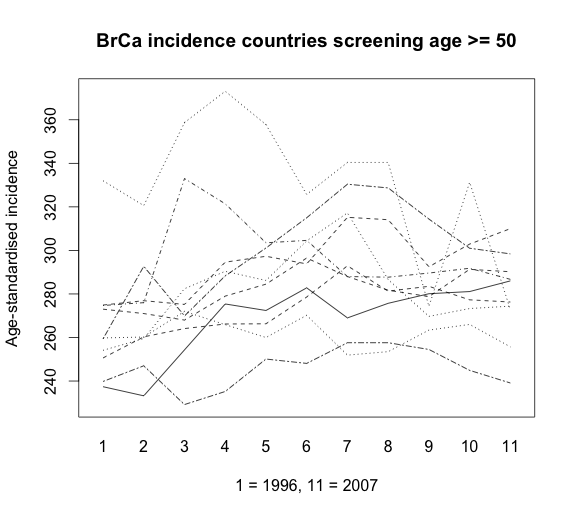 BrCa incidence countries screening age >= 50
Age-standardised incidence
360
340
320
300
280
260
240
1 2 3 4 5 6 7 8 9 10 11
1 = 1996, 11 = 2007